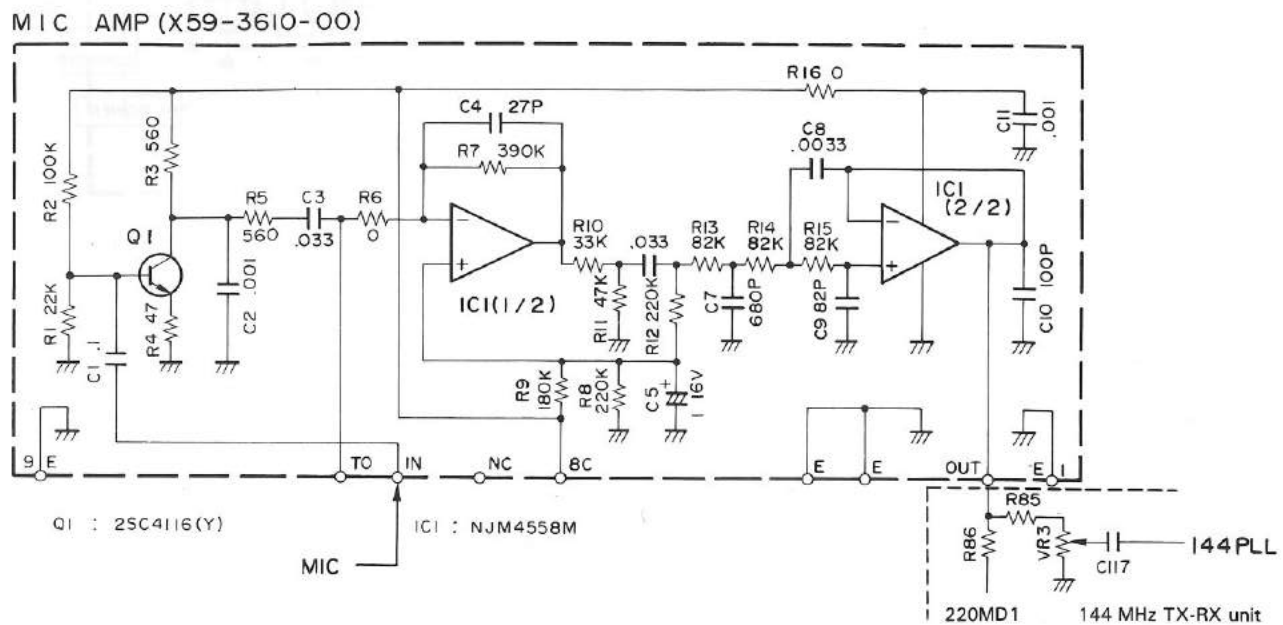 MIC AMP (X59-3610-00)
R16 0
C4 27P
C11 .001
C8 .0033
R7 390K
R3 560
R2 100K
R5 560
C3 .033
R6 0
IC1 (2/2)
Q1
R10 33K
.033
R13 82K
R14 82K
R15 82K
IC1(1/2)
R1 22K
R4 47
C2 .001
R11 47K
R12 220K
C7 680P
C9 82P
C10 100P
C1 .1
R9 180K
R8 220K
C5 + 1 16V
9 E
TO
IN
NC
8C
E
E
OUT
E 1
Q1 : 2SC4116(Y)
IC1 : NJM4558M
MIC
R85
R86
VR3
C117
144PLL
220MD1
144 MHz TX-RX unit